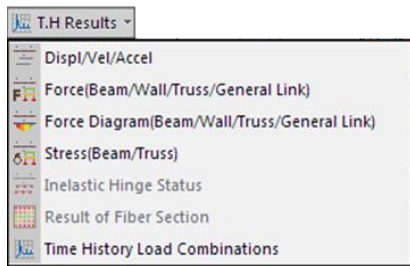 T.H Results
Displ/Vel/Accel
Force(Beam/Wall/Truss/General Link)
Force Diagram(Beam/Wall/Truss/General Link)
Stress(Beam/Truss)
Inelastic Hinge Status
Result of Fiber Section
Time History Load Combinations